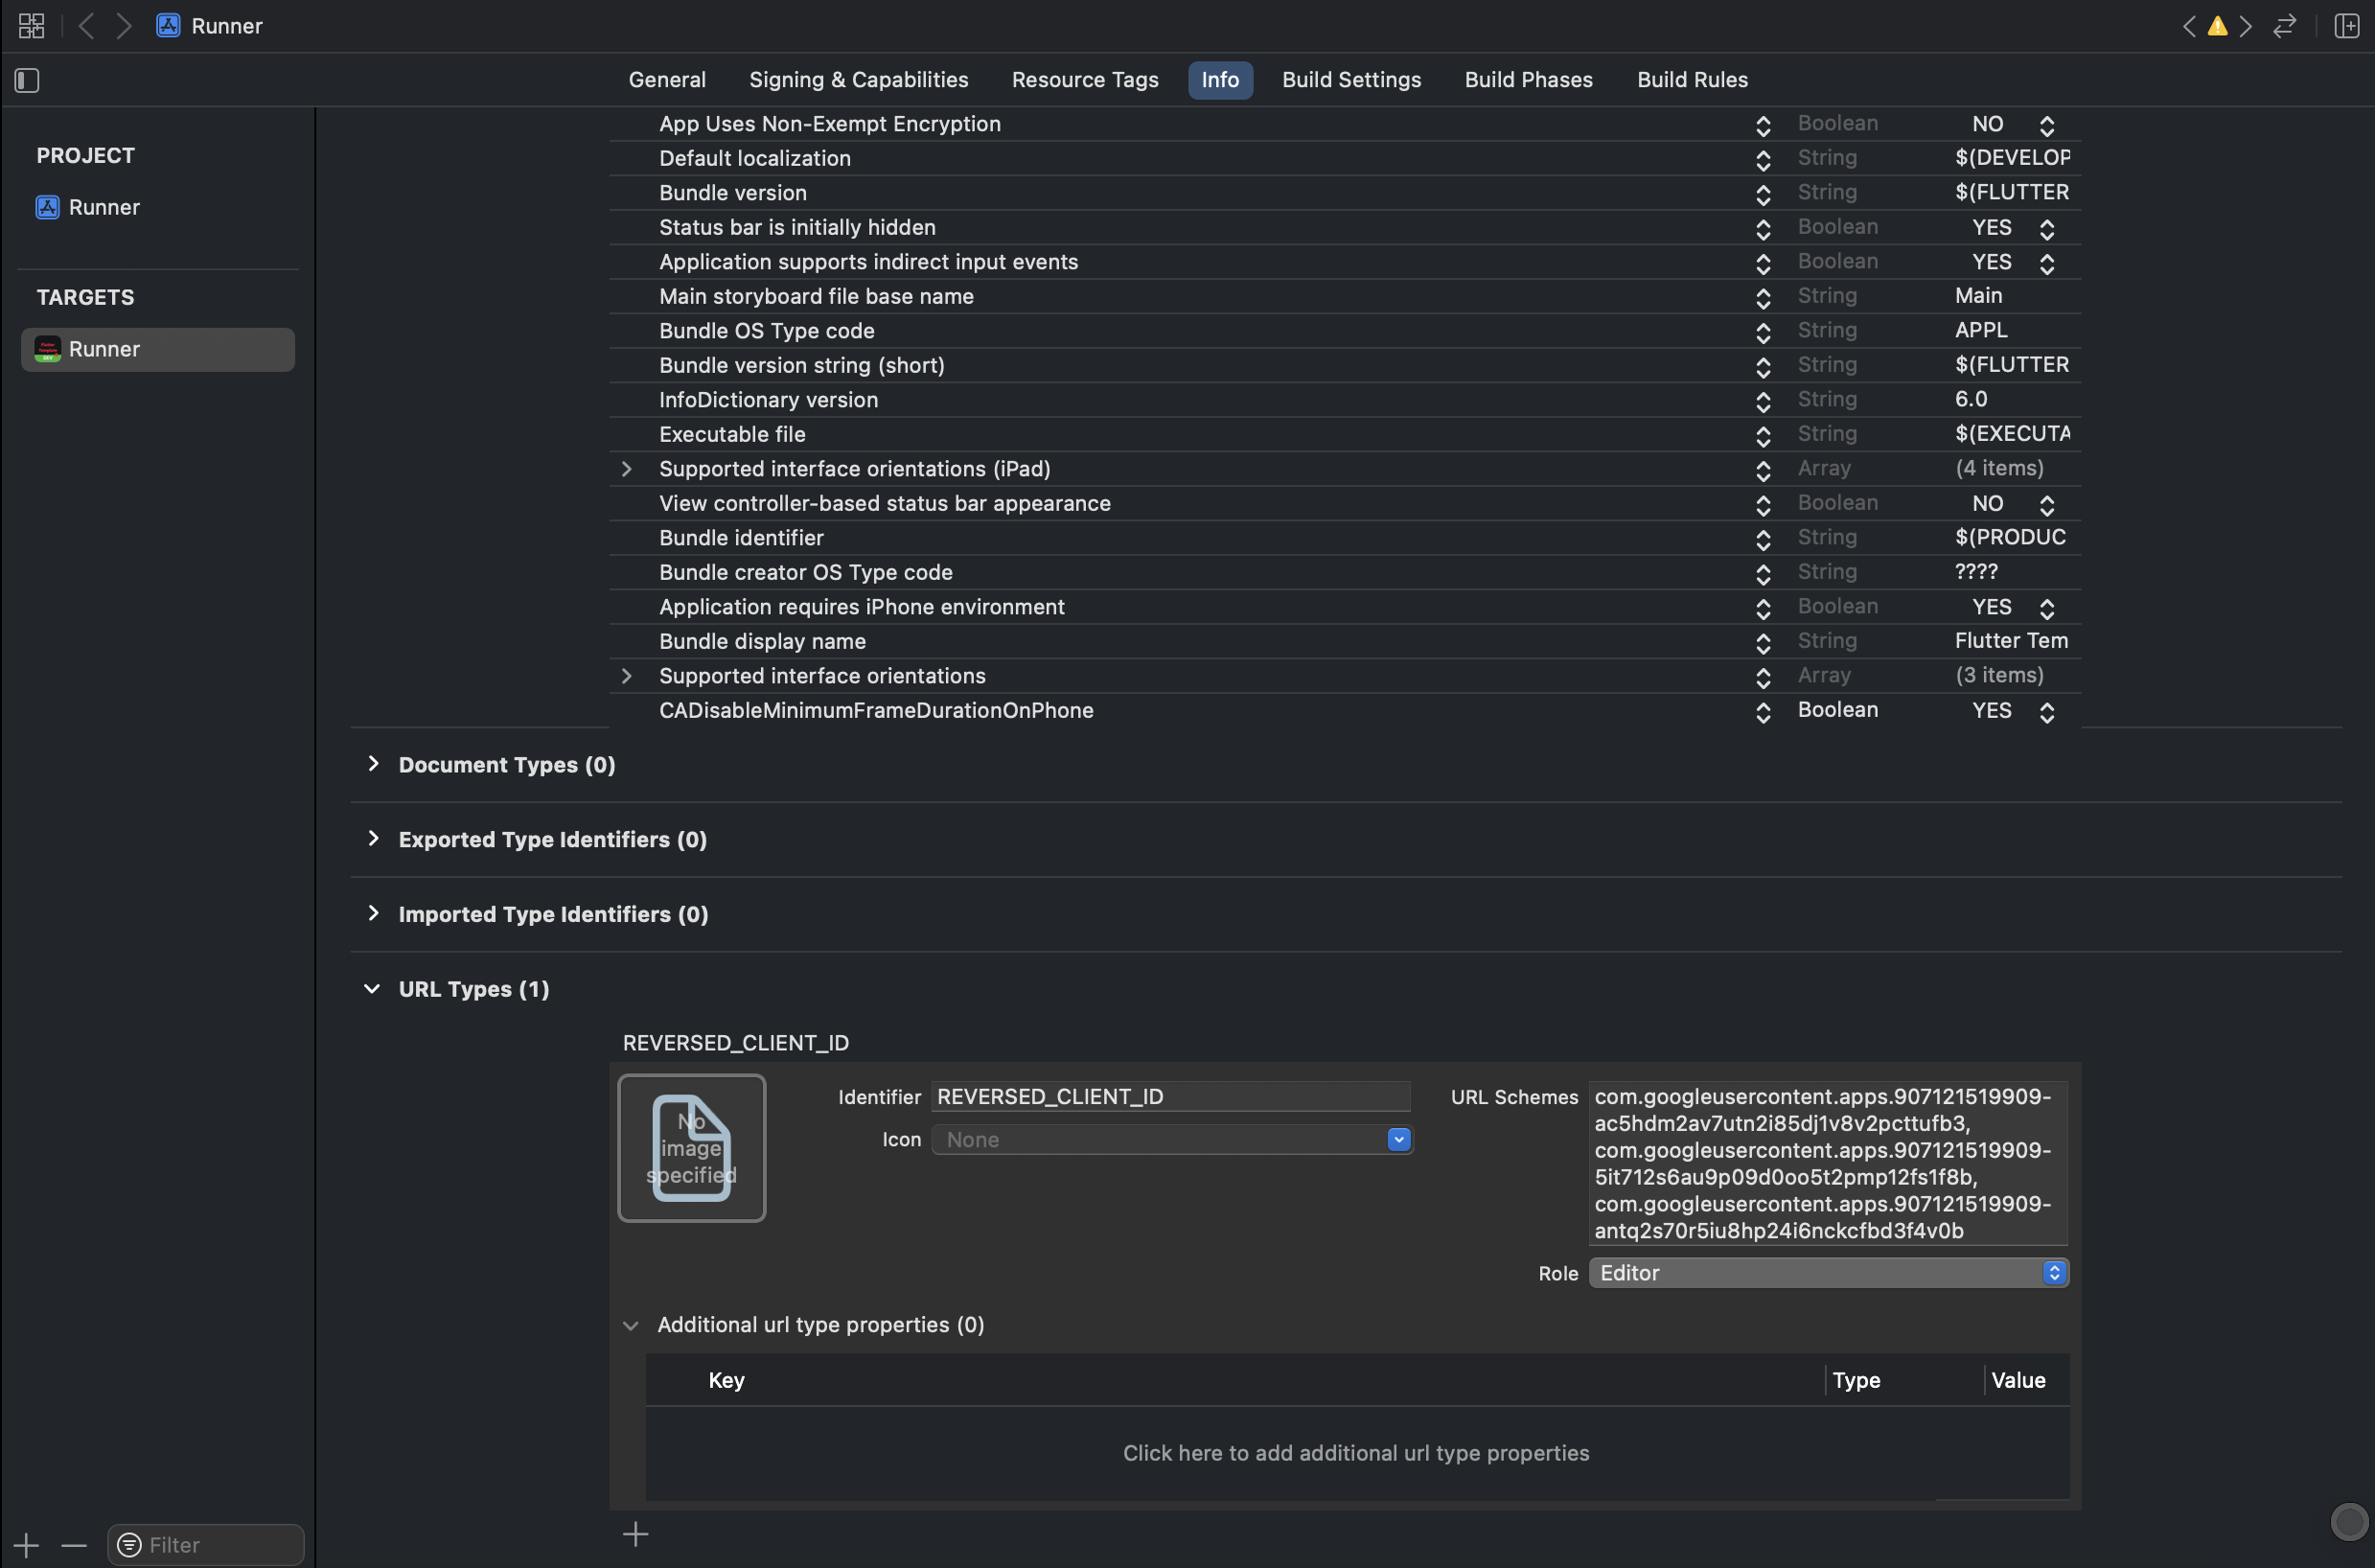 Runner
General Signing & Capabilities Resource Tags Info Build Settings Build Phases Build Rules
PROJECT
Runner
TARGETS
Runner
App Uses Non-Exempt Encryption Boolean NO
Default localization String $(DEVELOP
Bundle version String $(FLUTTER
Status bar is initially hidden Boolean YES
Application supports indirect input events Boolean YES
Main storyboard file base name String Main
Bundle OS Type code String APPL
Bundle version string (short) String $(FLUTTER
InfoDictionary version String 6.0
Executable file String $(EXECUTA
Supported interface orientations (iPad) Array (4 items)
View controller-based status bar appearance Boolean NO
Bundle identifier String $(PRODUC
Bundle creator OS Type code String ????
Application requires iPhone environment Boolean YES
Bundle display name String Flutter Tem
Supported interface orientations Array (3 items)
CADisableMinimumFrameDurationOnPhone Boolean YES
Document Types (0)
Exported Type Identifiers (0)
Imported Type Identifiers (0)
URL Types (1)
REVERSED_CLIENT_ID
No
image
specified
Identifier REVERSED_CLIENT_ID
Icon None
URL Schemes com.googleusercontent.apps.907121519909-
ac5hdm2av7utn2i85dj1v8v2pcttufb3,
com.googleusercontent.apps.907121519909-
5it712s6au9p09d0oo5t2pmp12fs1f8b,
com.googleusercontent.apps.907121519909-
antq2s70r5iu8hp24i6nckcfbd3f4v0b
Role Editor
Additional url type properties (0)
Key Type Value
Click here to add additional url type properties
Filter